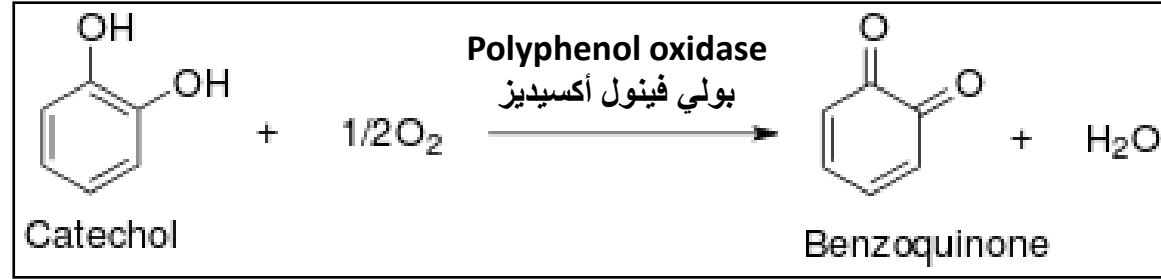 OH
OH
+ 1/2O₂
Polyphenol oxidase
بولي فينول أكسيديز
O
O
+ H₂O
Catechol
Benzoquinone